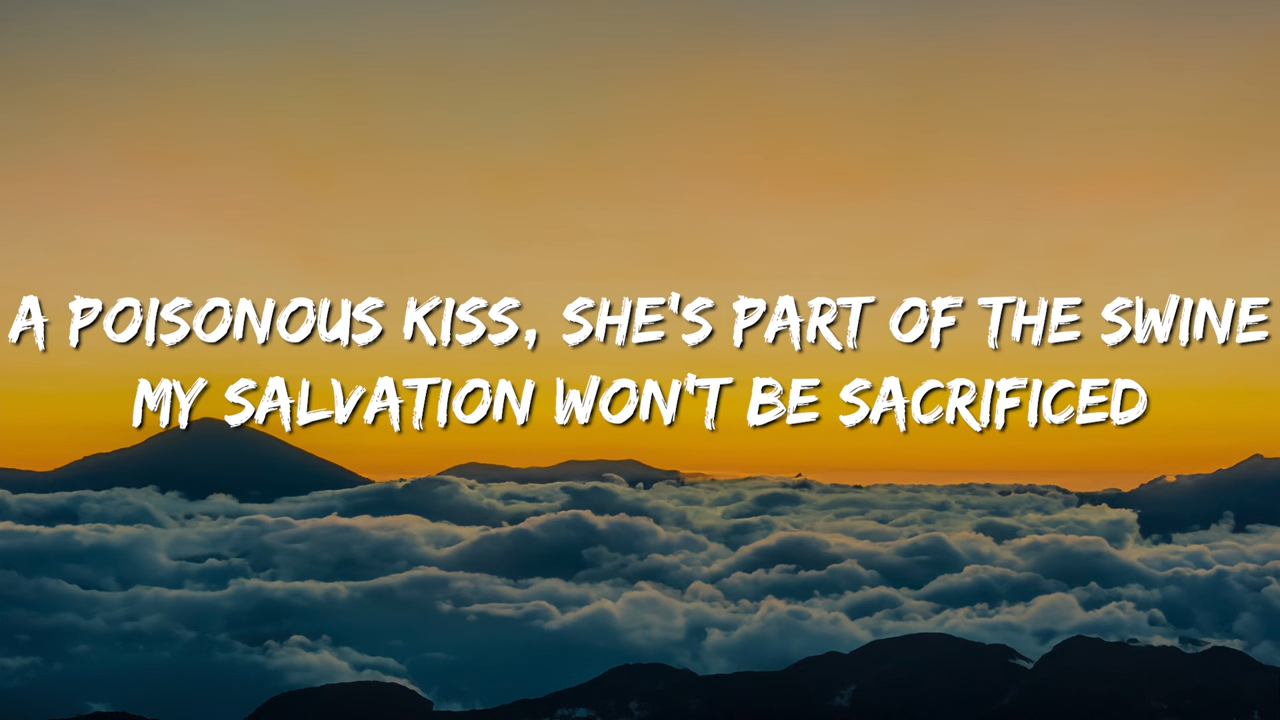 A POISONOUS KISS, SHE'S PART OF THE SWINE
MY SALVATION WON'T BE SACRIFICED